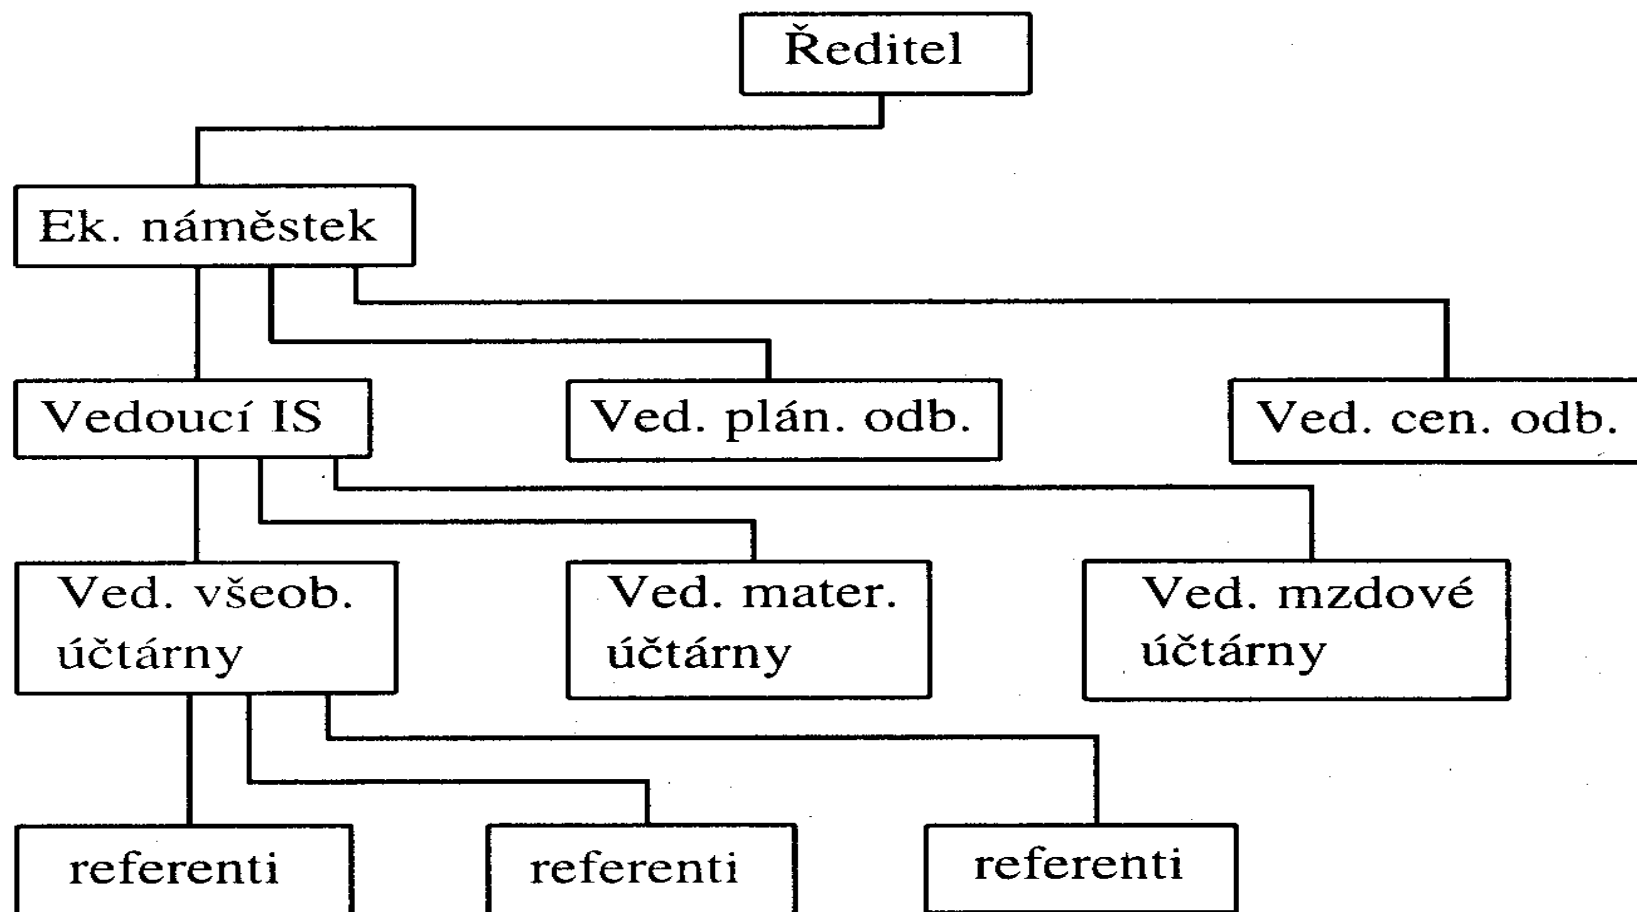 Ředitel
Ek. náměstek
Vedoucí IS
Ved. plán. odb.
Ved. cen. odb.
Ved. všeob.
účtárny
Ved. mater.
účtárny
Ved. mzdové
účtárny
referenti
referenti
referenti